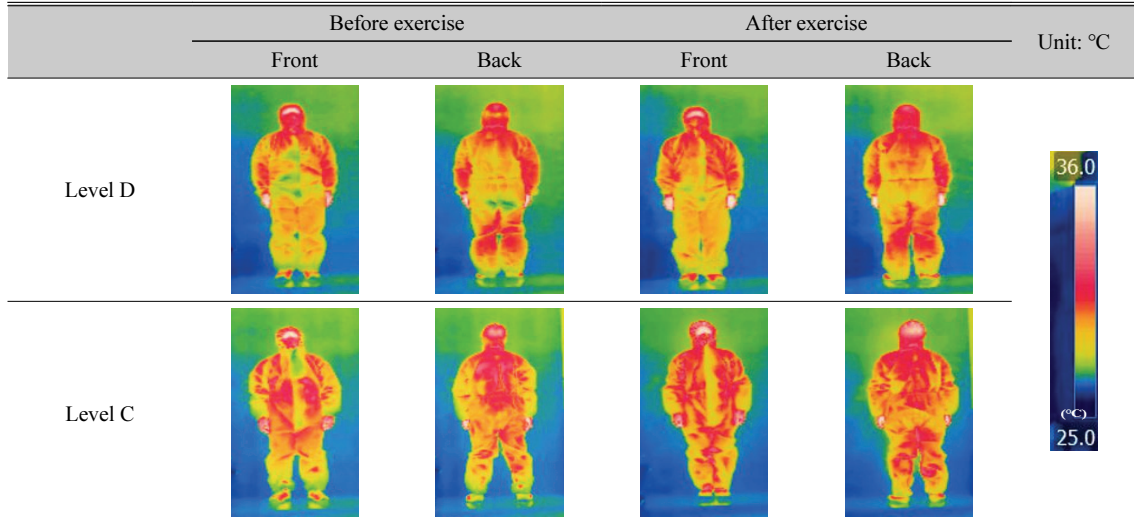 Before exercise After exercise Unit: °C
Front Back Front Back
Level D
36.0
Level C
(°C)
25.0